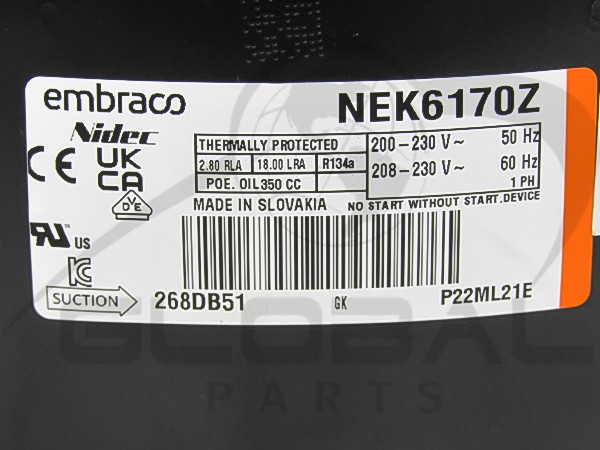 embraco
NEK6170Z
Nidec
THERMALLY PROTECTED
2.80 RLA 18.00 LRA R134a
POE. OIL 350 CC
200-230 V~ 50 Hz
208-230 V~ 60 Hz
1 PH
CE UK CA
MADE IN SLOVAKIA
NO START WITHOUT START.DEVICE
VDE
RU US
KC
SUCTION
268DB51
GK
P22ML21E
GLOBAL
PARTS